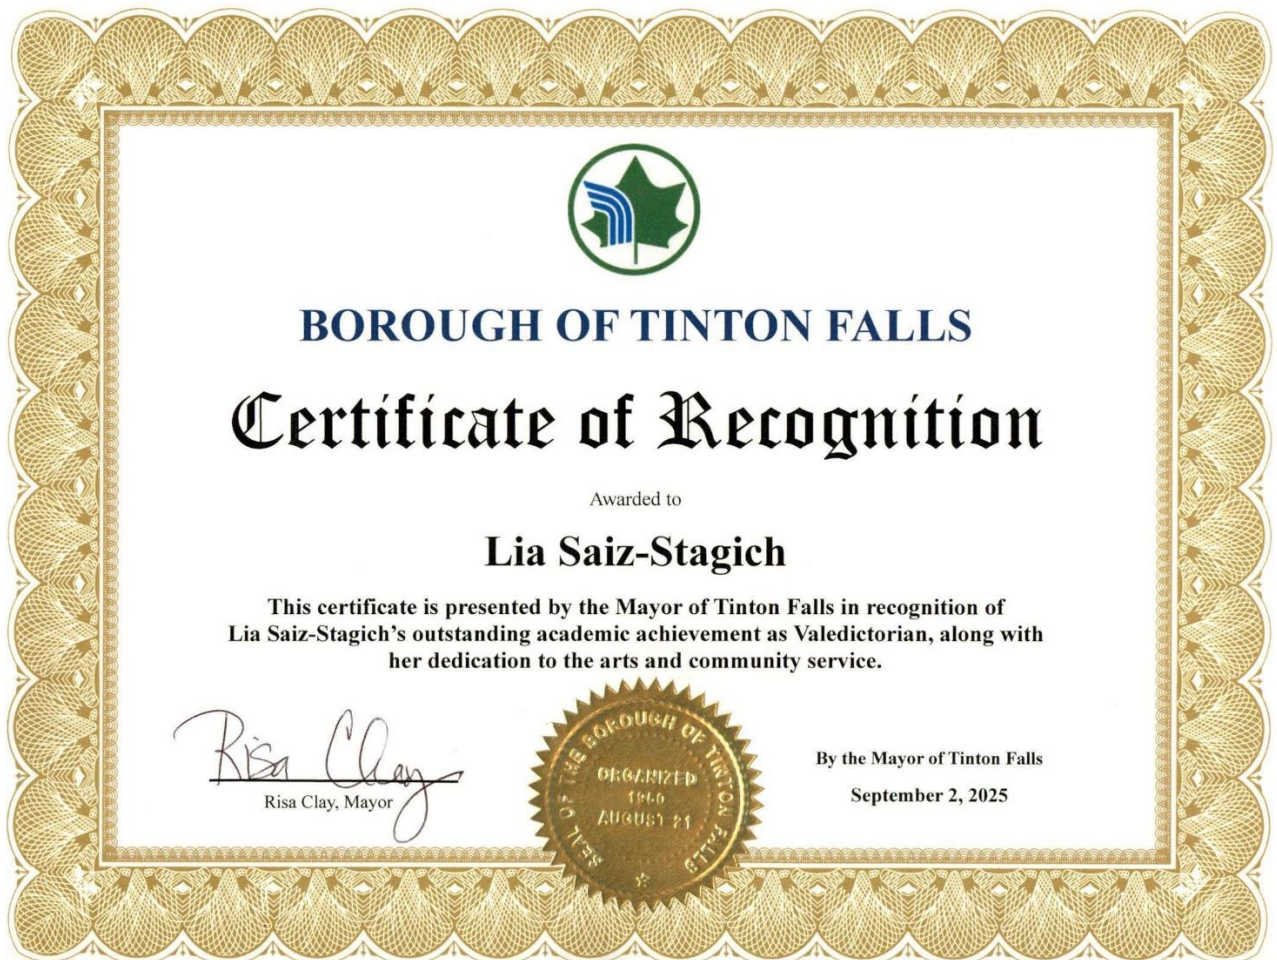 BOROUGH OF TINTON FALLS
Certificate of Recognition
Awarded to
Lia Saiz-Stagich
This certificate is presented by the Mayor of Tinton Falls in recognition of
Lia Saiz-Stagich’s outstanding academic achievement as Valedictorian, along with
her dedication to the arts and community service.
Risa Clay
Risa Clay, Mayor
SEAL OF THE BOROUGH OF TINTON FALLS
ORGANIZED
1960
AUGUST 21
By the Mayor of Tinton Falls
September 2, 2025